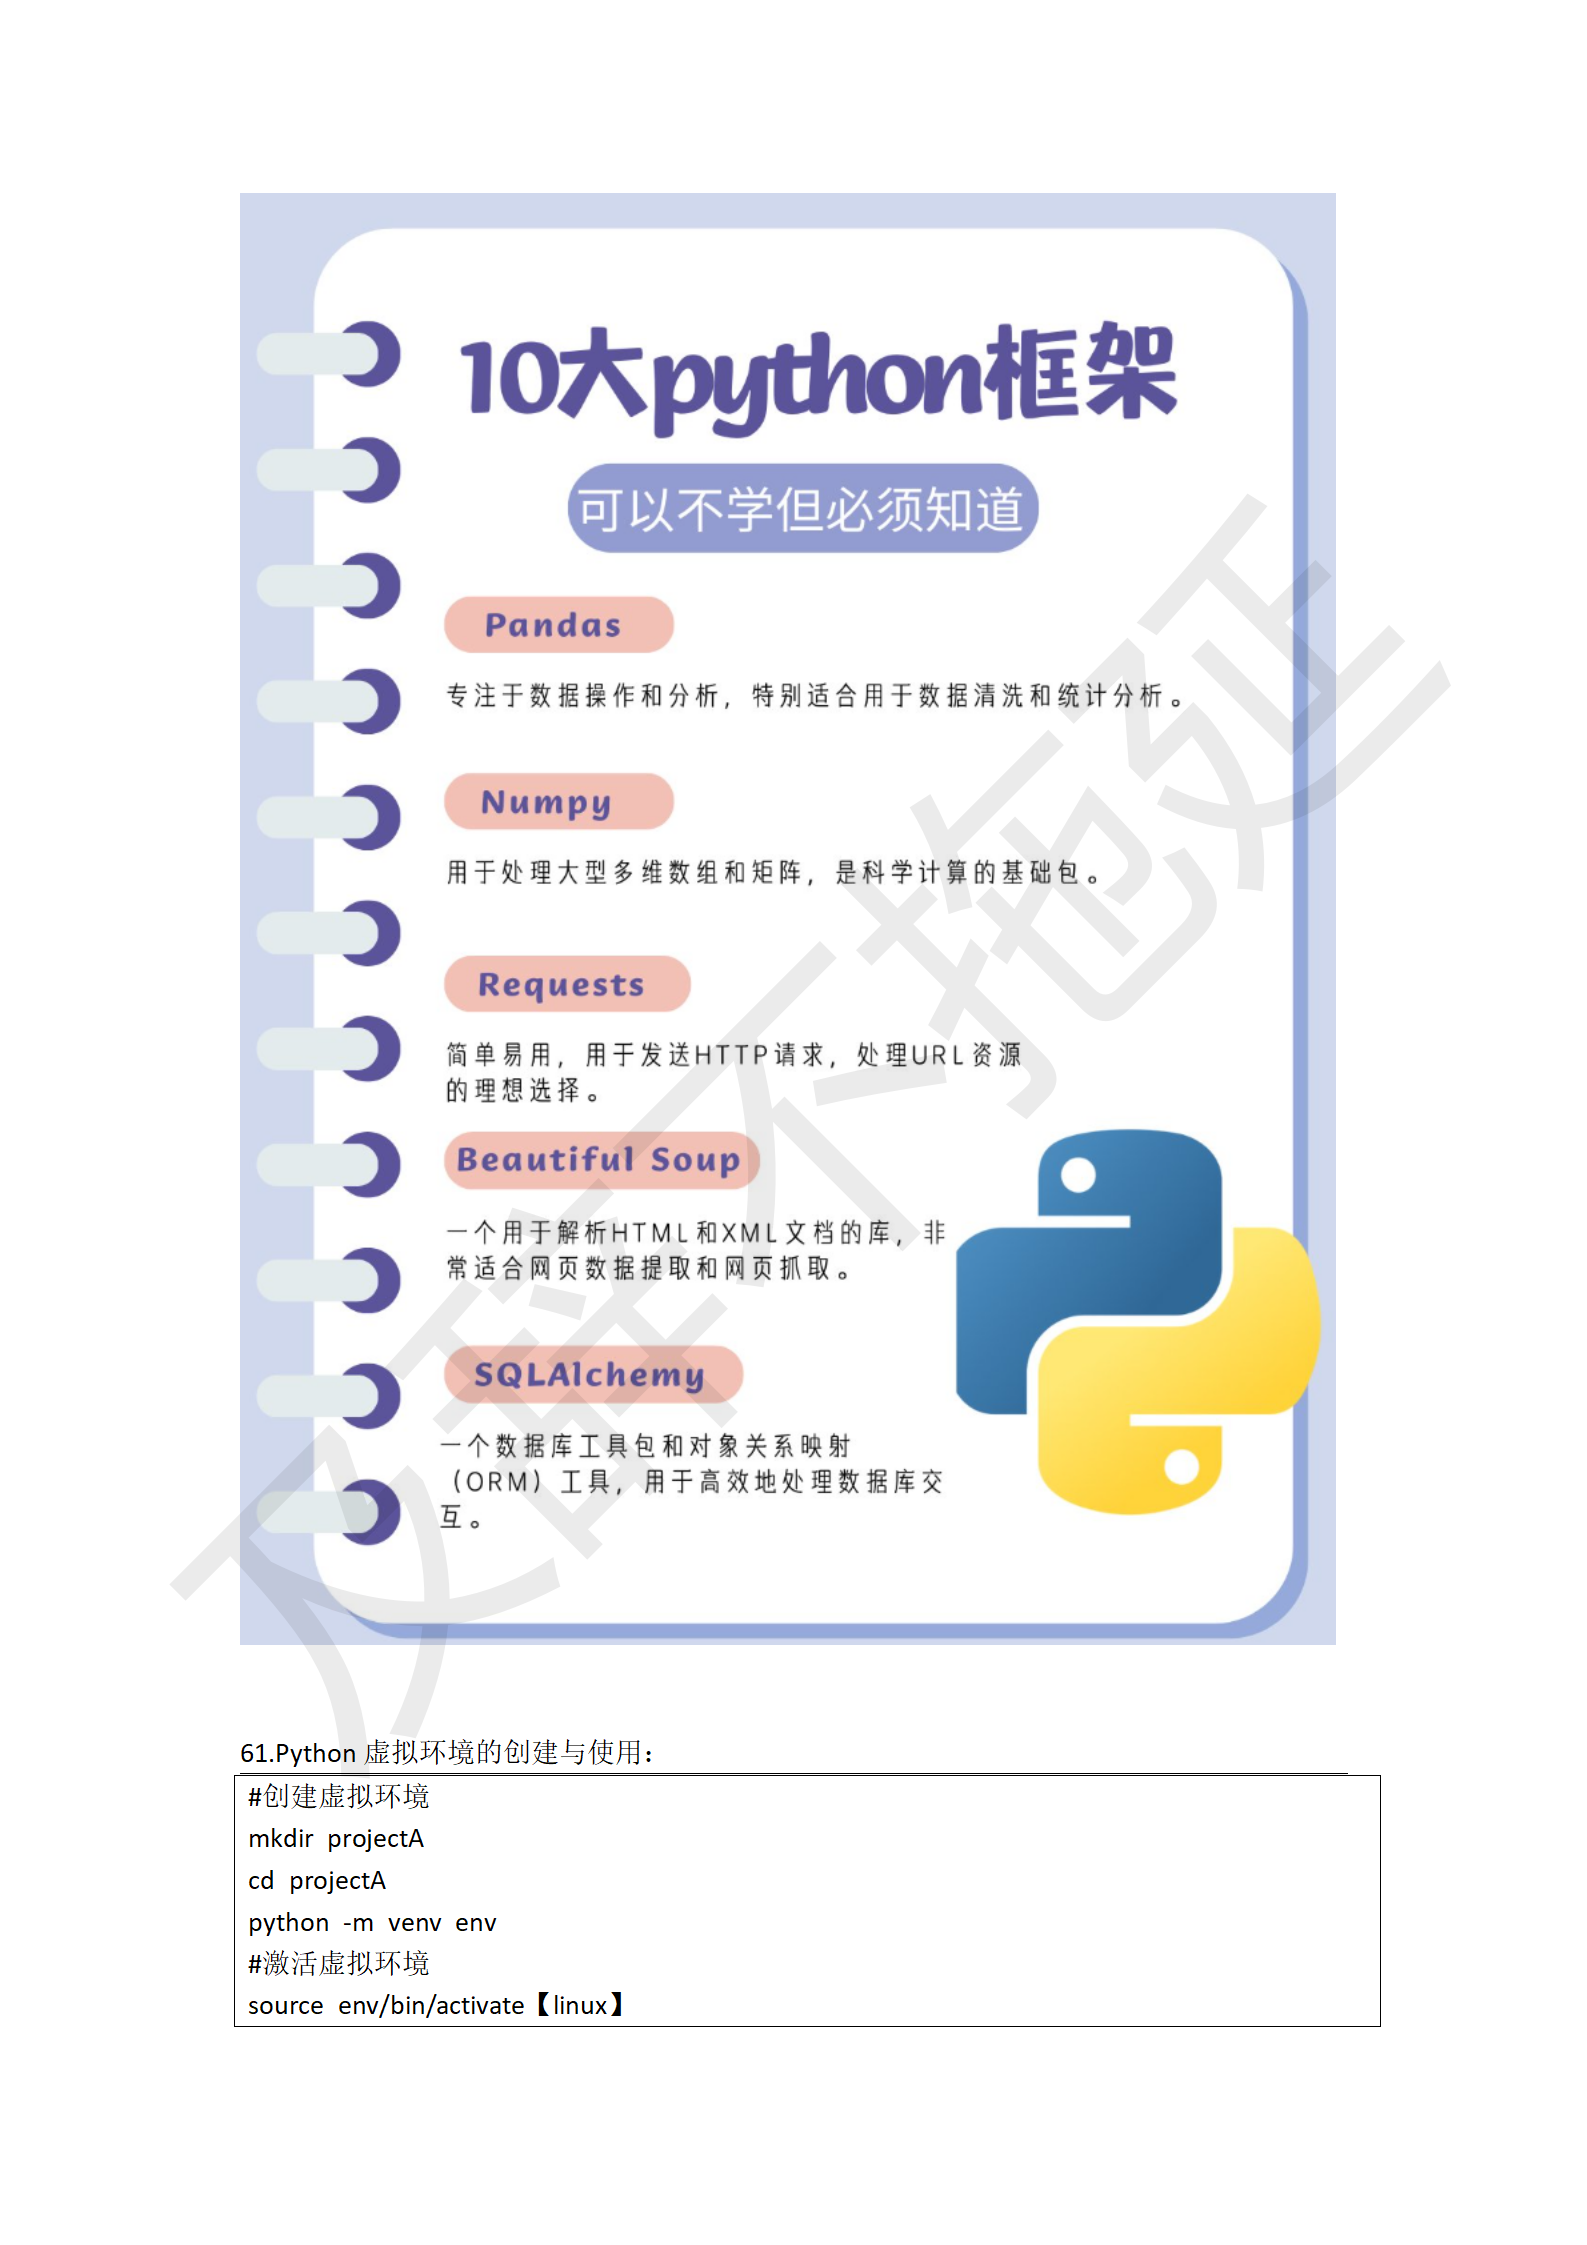 10大python框架
可以不学但必须知道
Pandas
专注于数据操作和分析，特别适合用于数据清洗和统计分析。
Numpy
用于处理大型多维数组和矩阵，是科学计算的基础包。
Requests
简单易用，用于发送HTTP请求，处理URL资源
的理想选择。
Beautiful Soup
一个用于解析HTML和XML文档的库，非
常适合网页数据提取和网页抓取。
SQLAlchemy
一个数据库工具包和对象关系映射
（ORM）工具，用于高效地处理数据库交
互。
及辞不拖延
61.Python 虚拟环境的创建与使用：
#创建虚拟环境
mkdir projectA
cd projectA
python -m venv env
#激活虚拟环境
source env/bin/activate【linux】